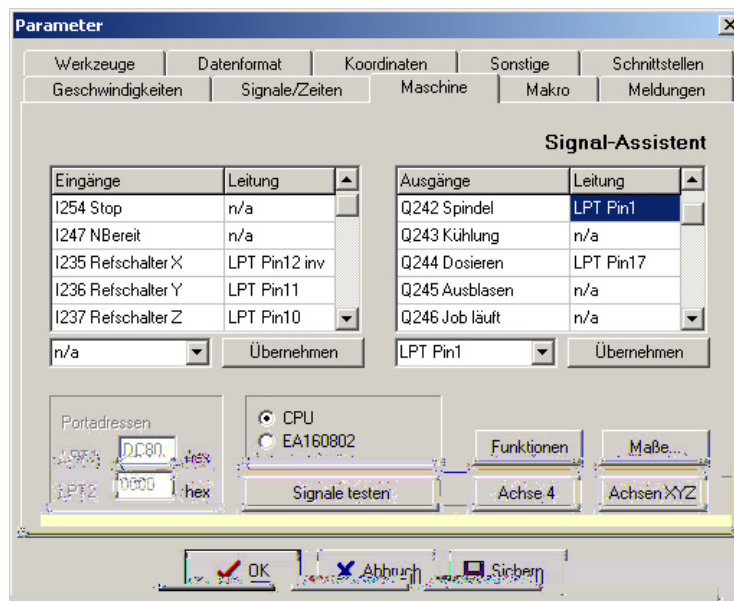 Parameter
Werkzeuge Datenformat Koordinaten Sonstige Schnittstellen
Geschwindigkeiten Signale/Zeiten Maschine Makro Meldungen
Signal-Assistent
Eingänge Leitung Ausgänge Leitung
I254 Stop n/a Q242 Spindel LPT Pin1
I247 NBereit n/a Q243 Kühlung n/a
I235 Refschalter X LPT Pin12 inv Q244 Dosieren LPT Pin17
I236 Refschalter Y LPT Pin11 Q245 Ausblasen n/a
I237 Refschalter Z LPT Pin10 Q246 Job läuft n/a
n/a Übernehmen LPT Pin1 Übernehmen
Portadressen CPU
EA160802 Funktionen Maße...
DC80 hex
LPT2 0000 hex Signale testen Achse 4 Achsen XYZ
OK Abbruch Sichern